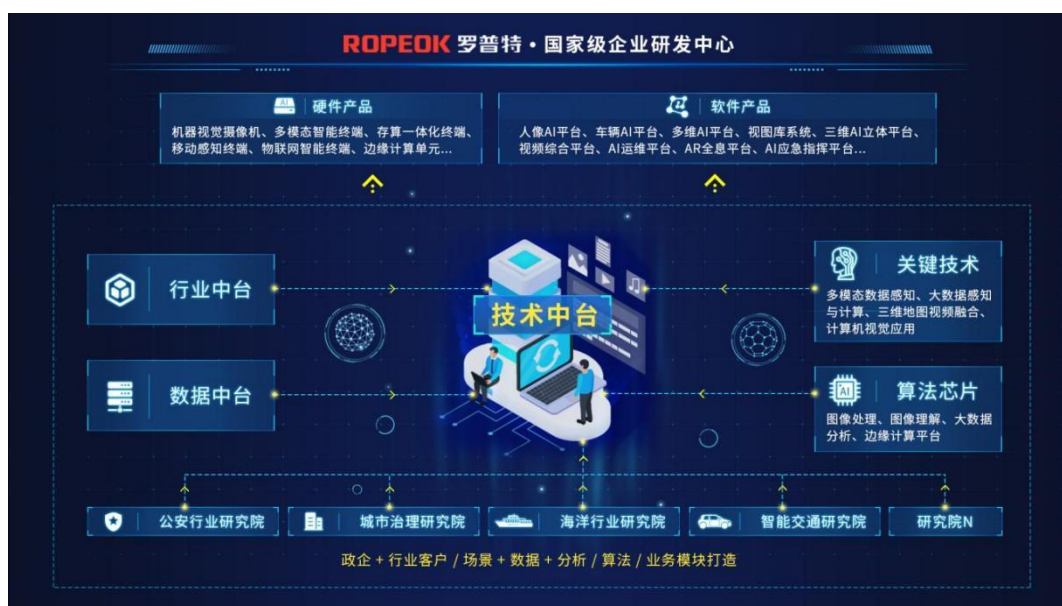 ROPEOK 罗普特·国家级企业研发中心
AI 硬件产品
机器视觉摄像机、多模态智能终端、存算一体化终端、
移动感知终端、物联网智能终端、边缘计算单元...
软件产品
人像AI平台、车辆AI平台、多维AI平台、视图库系统、三维AI立体平台、
视频综合平台、AI运维平台、AR全息平台、AI应急指挥平台...
行业中台
数据中台
技术中台
关键技术
多模态数据感知、大数据感知
与计算、三维地图视频融合、
计算机视觉应用
AI 算法芯片
图像处理、图像理解、大数据
分析、边缘计算平台
公安行业研究院
城市治理研究院
海洋行业研究院
智能交通研究院
研究院N
政企 + 行业客户 / 场景 + 数据 + 分析 / 算法 / 业务模块打造